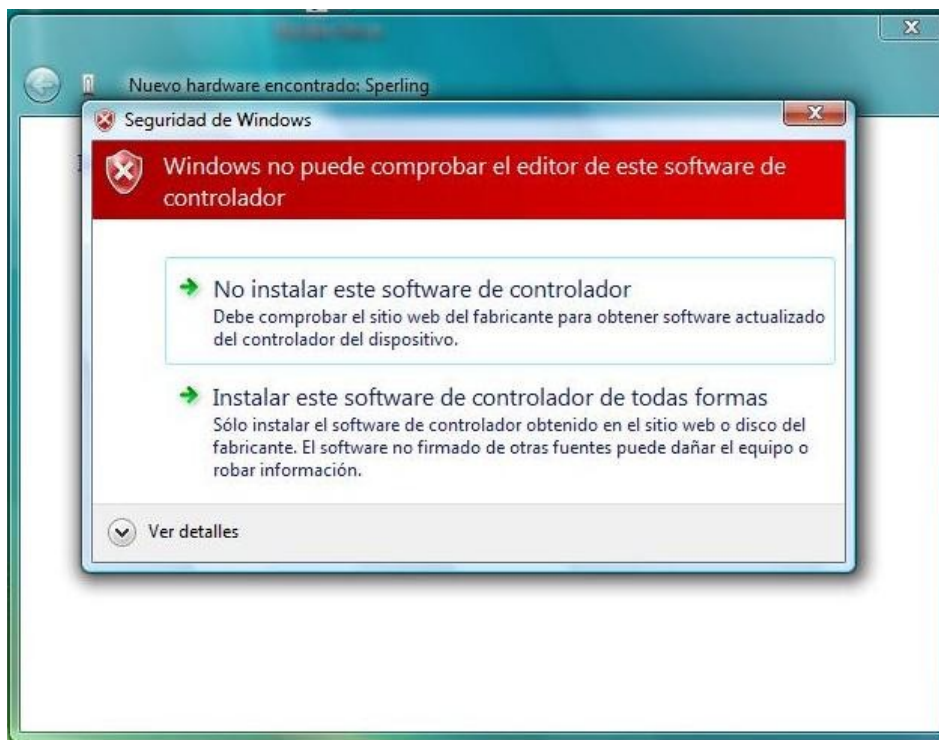 Nuevo hardware encontrado: Sperling
Seguridad de Windows
Windows no puede comprobar el editor de este software de
controlador
No instalar este software de controlador
Debe comprobar el sitio web del fabricante para obtener software actualizado
del controlador del dispositivo.
Instalar este software de controlador de todas formas
Sólo instalar el software de controlador obtenido en el sitio web o disco del
fabricante. El software no firmado de otras fuentes puede dañar el equipo o
robar información.
Ver detalles